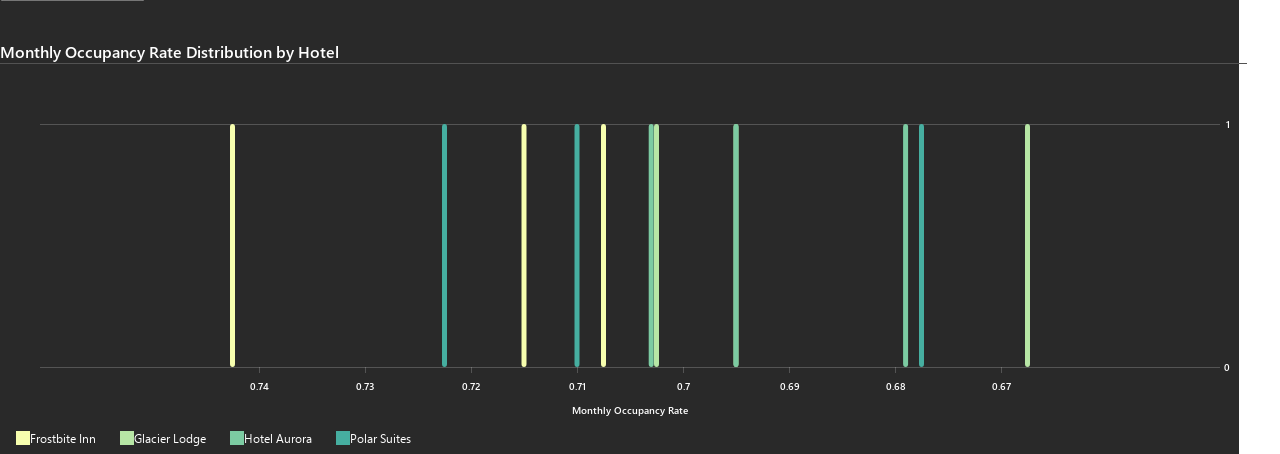 Monthly Occupancy Rate Distribution by Hotel
1
0
0.74 0.73 0.72 0.71 0.7 0.69 0.68 0.67
Monthly Occupancy Rate
Frostbite Inn Glacier Lodge Hotel Aurora Polar Suites